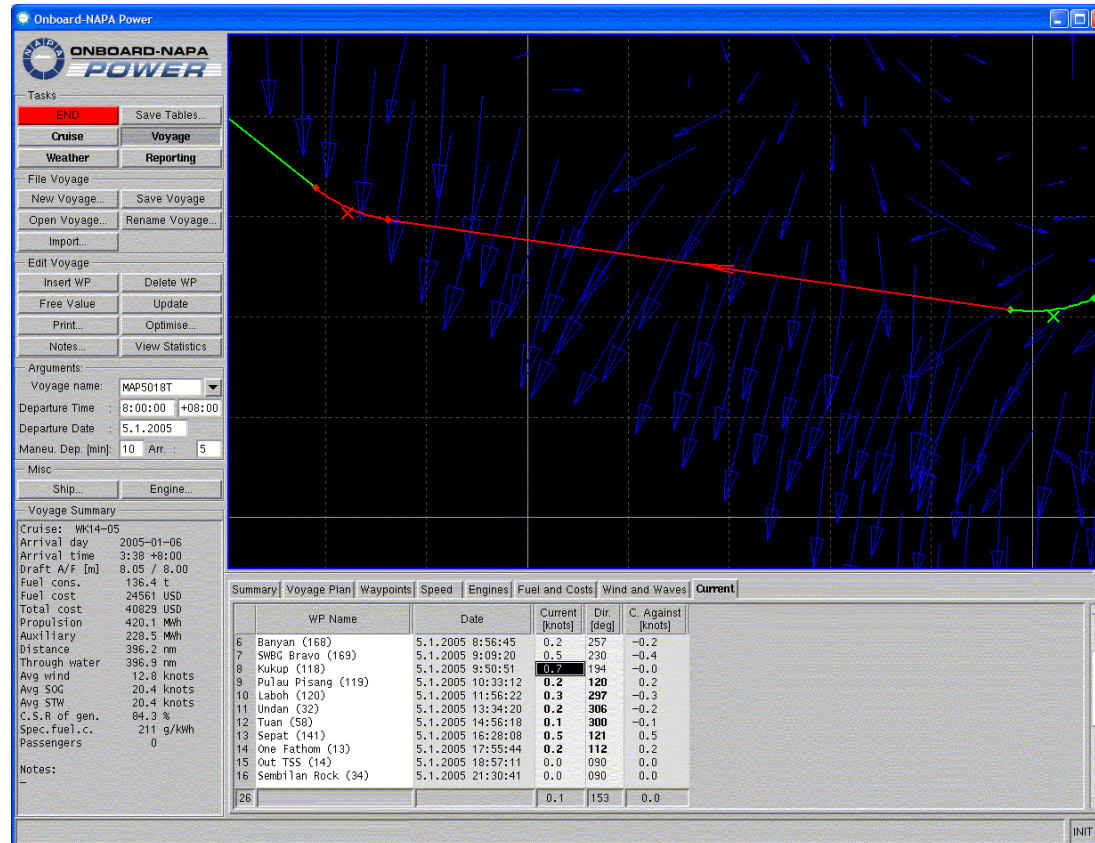 Onboard-NAPA Power
NAPA
ONBOARD-NAPA
POWER
Tasks
END Save Tables...
Cruise Voyage
Weather Reporting
File Voyage
New Voyage... Save Voyage
Open Voyage... Rename Voyage...
Import...
Edit Voyage
Insert WP Delete WP
Free Value Update
Print... Optimise...
Notes... View Statistics
Arguments:
Voyage name: MAP5018T
Departure Time : 8:00:00 +08:00
Departure Date : 5.1.2005
Maneu. Dep. [min]: 10 Arr. : 5
Misc
Ship... Engine...
Voyage Summary
Cruise: WK14-05
Arrival day 2005-01-06
Arrival time 3:38 +8:00
Draft A/F [m] 8.05 / 8.00
Fuel cons. 136.4 t
Fuel cost 24561 USD
Total cost 40829 USD
Propulsion 420.1 MWh
Auxiliary 228.5 MWh
Distance 396.2 nm
Through water 396.9 nm
Avg wind 12.8 knots
Avg SOG 20.4 knots
Avg STW 20.4 knots
C.S.R of gen. 84.3 %
Spec.fuel.c. 211 g/kWh
Passengers 0
Notes:
Summary Voyage Plan Waypoints Speed Engines Fuel and Costs Wind and Waves Current
WP Name Date Current [knots] Dir. [deg] C. Against [knots]
6 Banyan (168) 5.1.2005 8:56:45 0.2 257 -0.2
7 SWBG Bravo (169) 5.1.2005 9:09:20 0.5 230 -0.4
8 Kukup (118) 5.1.2005 9:50:51 0.7 194 -0.0
9 Pulau Pisang (119) 5.1.2005 10:33:12 0.2 120 0.2
10 Laboh (120) 5.1.2005 11:56:22 0.3 297 -0.3
11 Undan (32) 5.1.2005 13:34:20 0.2 306 -0.2
12 Tuan (58) 5.1.2005 14:56:18 0.1 300 -0.1
13 Sepat (141) 5.1.2005 16:28:08 0.5 121 0.5
14 One Fathom (13) 5.1.2005 17:55:44 0.2 112 0.2
15 Out TSS (14) 5.1.2005 18:57:11 0.0 090 0.0
16 Sembilan Rock (34) 5.1.2005 21:30:41 0.0 090 0.0
26 0.1 153 0.0
INIT